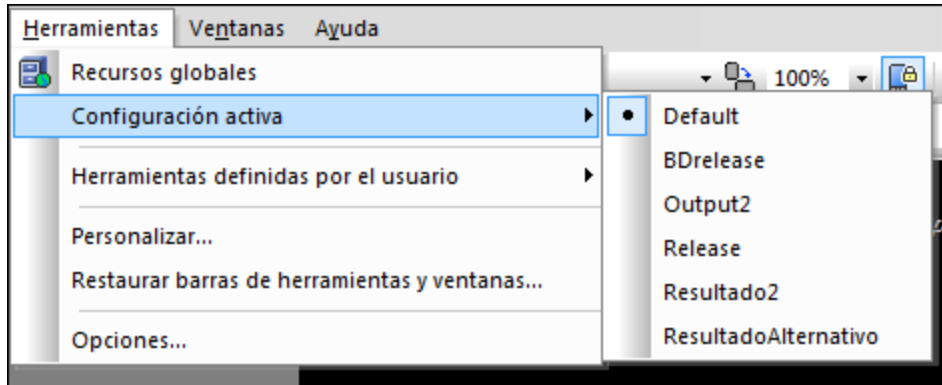 Herramientas Ventanas Ayuda
Recursos globales
100%
Configuración activa
Default
BDrelease
Herramientas definidas por el usuario
Output2
Personalizar...
Release
Restaurar barras de herramientas y ventanas...
Resultado2
Opciones...
ResultadoAlternativo